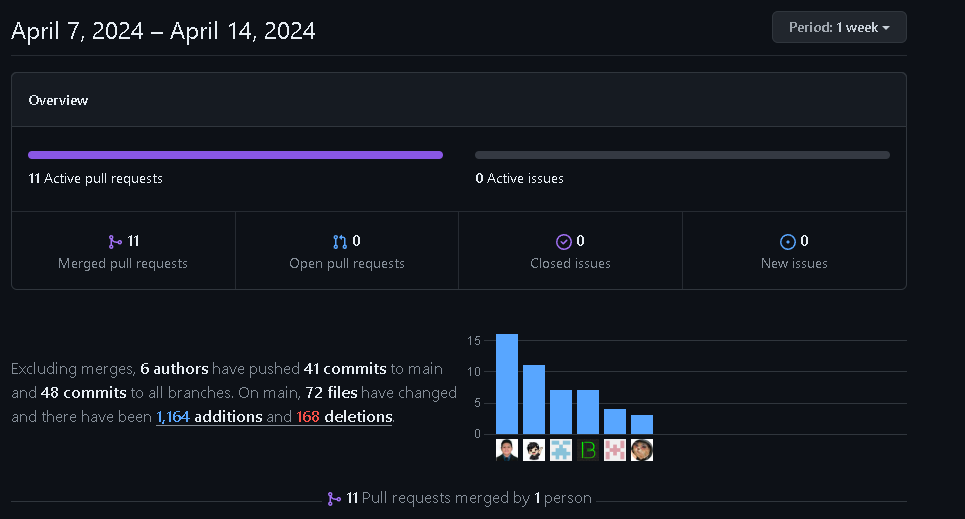 April 7, 2024 – April 14, 2024
Period: 1 week
Overview
11 Active pull requests
0 Active issues
11
Merged pull requests
0
Open pull requests
0
Closed issues
0
New issues
Excluding merges, 6 authors have pushed 41 commits to main
and 48 commits to all branches. On main, 72 files have changed
and there have been 1,164 additions and 168 deletions.
15
10
5
0
11 Pull requests merged by 1 person